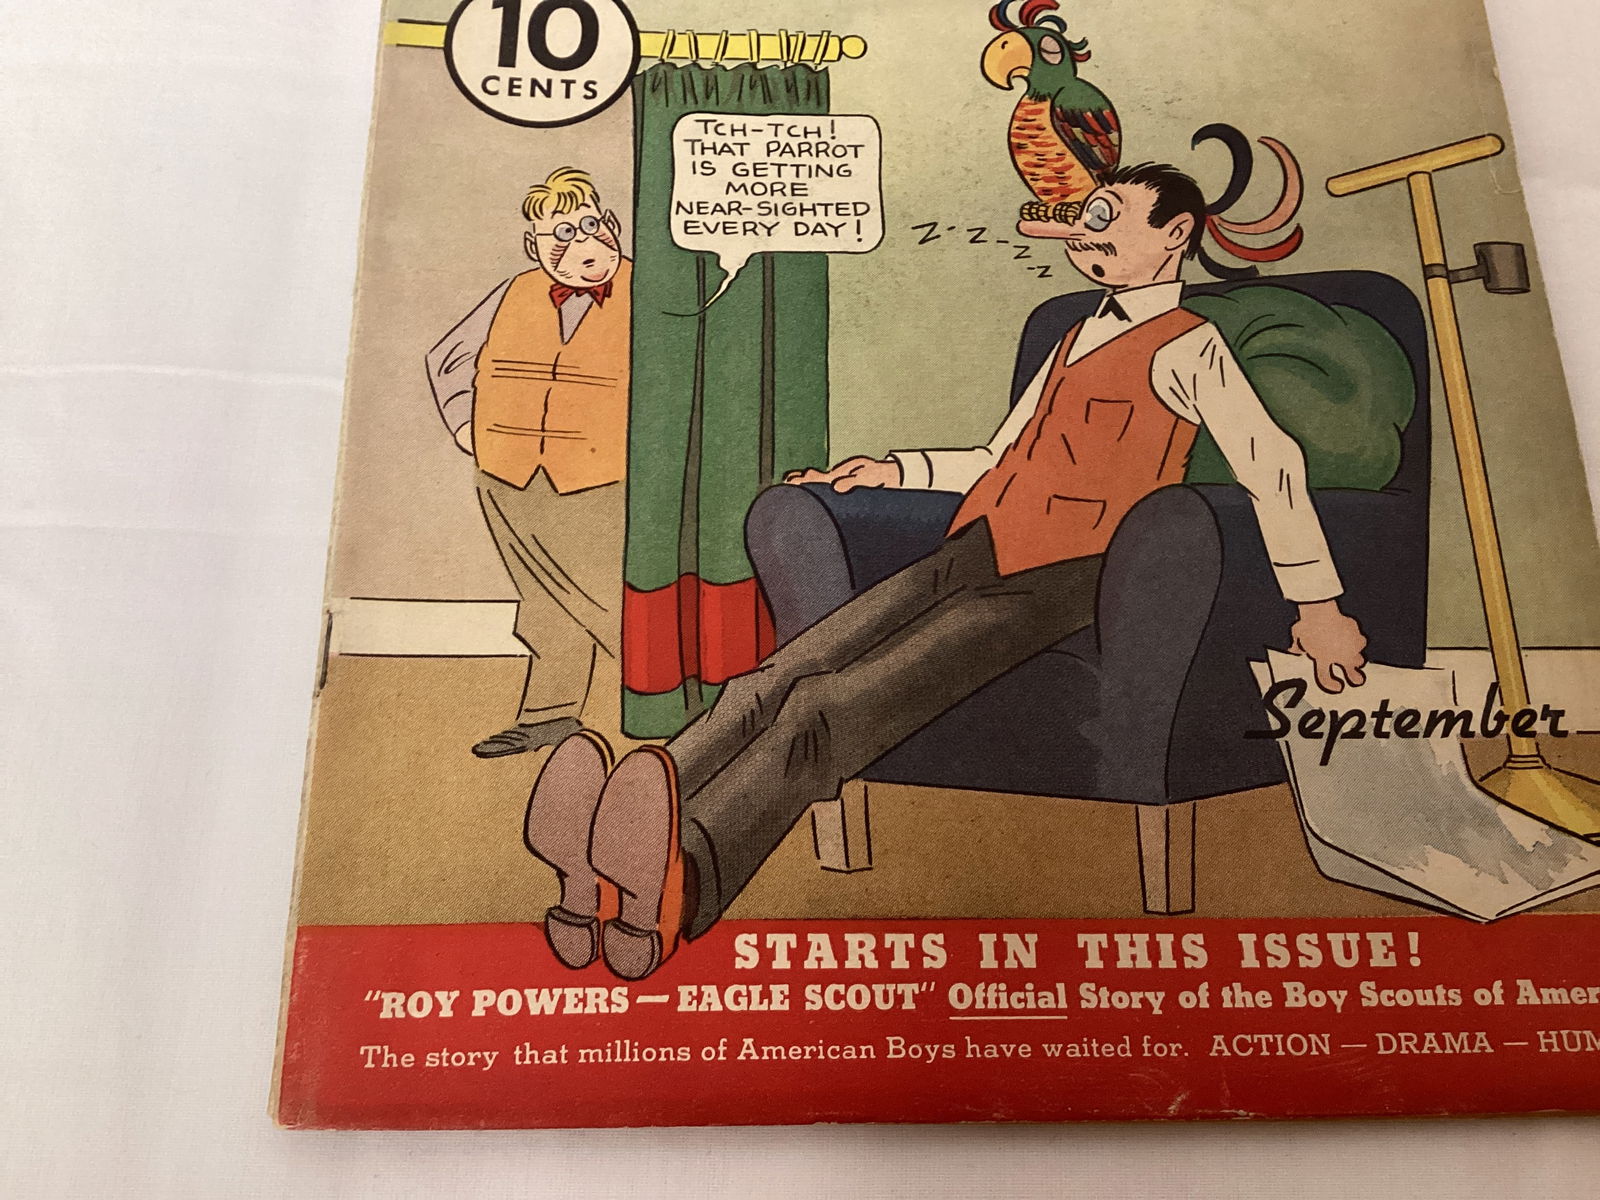 10
CENTS
TCH-TCH!
THAT PARROT
IS GETTING
MORE
NEAR-SIGHTED
EVERY DAY!
Z-Z-Z-Z
September
STARTS IN THIS ISSUE!
"ROY POWERS — EAGLE SCOUT" Official Story of the Boy Scouts of Amer
The story that millions of American Boys have waited for. ACTION — DRAMA — HUM